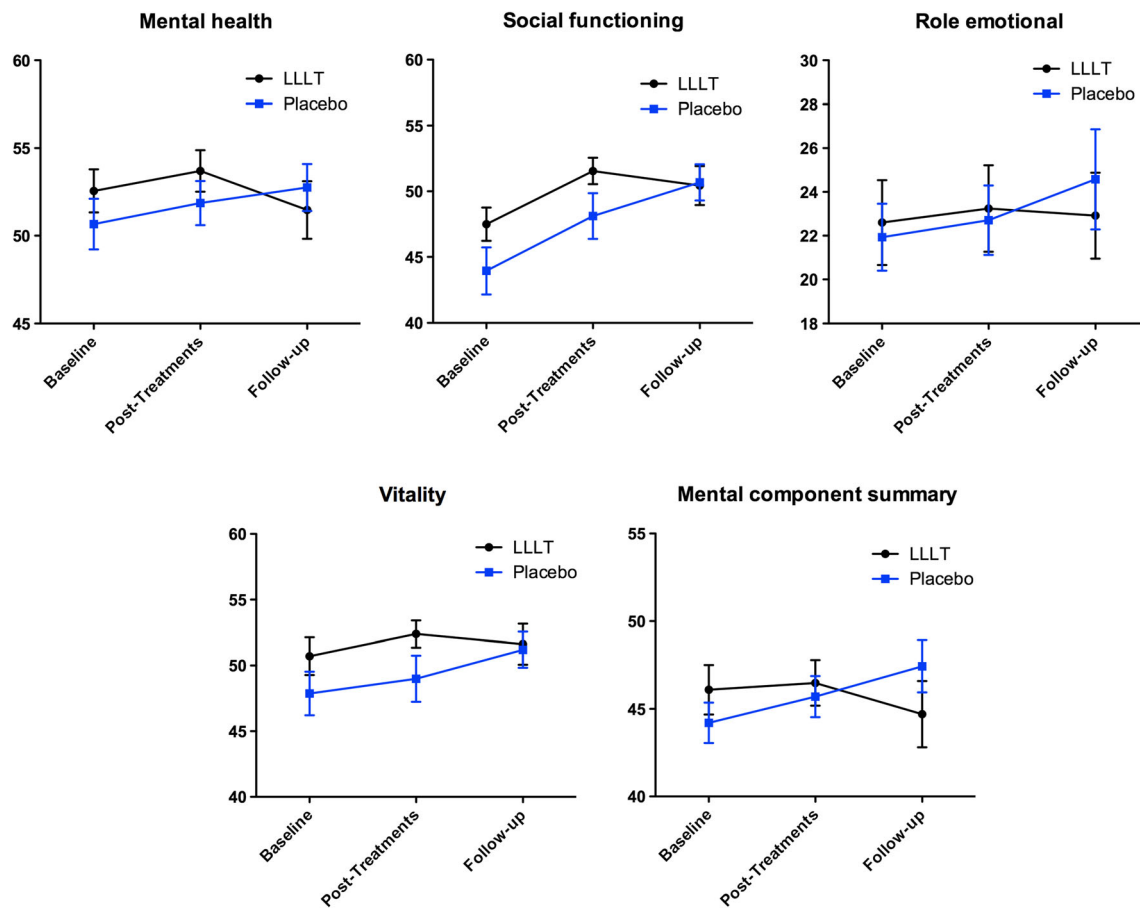 Mental health
60
55
50
45
LLLT
Placebo
Baseline
Post-Treatments
Follow-up
Social functioning
60
55
50
45
40
LLLT
Placebo
Baseline
Post-Treatments
Follow-up
Role emotional
30
28
26
24
22
20
18
LLLT
Placebo
Baseline
Post-Treatments
Follow-up
Vitality
60
55
50
45
40
LLLT
Placebo
Baseline
Post-Treatments
Follow-up
Mental component summary
55
50
45
40
LLLT
Placebo
Baseline
Post-Treatments
Follow-up